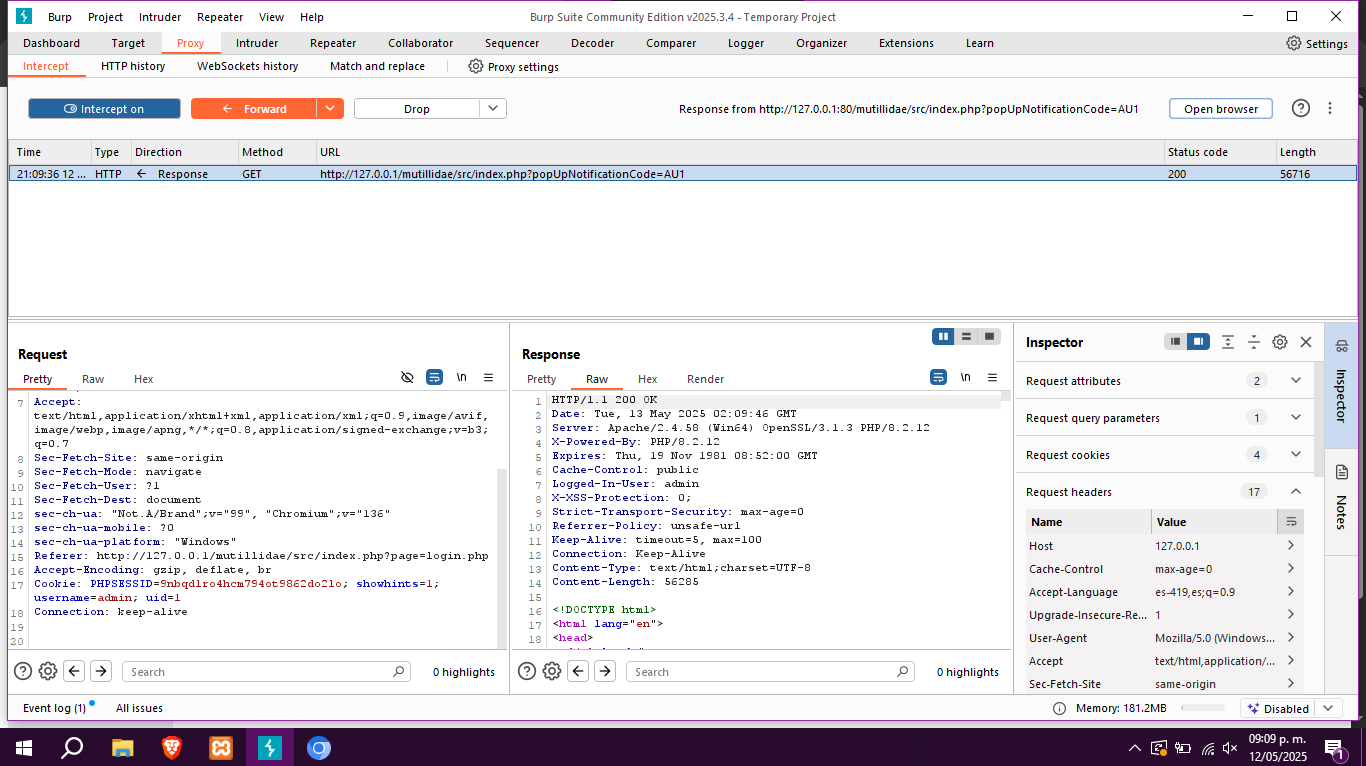 Burp Project Intruder Repeater View Help Burp Suite Community Edition v2025.3.4 - Temporary Project
Dashboard Target Proxy Intruder Repeater Collaborator Sequencer Decoder Comparer Logger Organizer Extensions Learn Settings
Intercept HTTP history WebSockets history Match and replace Proxy settings
Intercept on Forward Drop Response from http://127.0.0.1:80/mutillidae/src/index.php?popUpNotificationCode=AU1 Open browser
Time Type Direction Method URL Status code Length
21:09:36 12 ... HTTP Response GET http://127.0.0.1/mutillidae/src/index.php?popUpNotificationCode=AU1 200 56716
Request
Pretty Raw Hex \n
7 Accept:
text/html,application/xhtml+xml,application/xml;q=0.9,image/avif,
image/webp,image/apng,*/*;q=0.8,application/signed-exchange;v=b3;
q=0.7
8 Sec-Fetch-Site: same-origin
9 Sec-Fetch-Mode: navigate
10 Sec-Fetch-User: ?1
11 Sec-Fetch-Dest: document
12 sec-ch-ua: "Not.A/Brand";v="99", "Chromium";v="136"
13 sec-ch-ua-mobile: ?0
14 sec-ch-ua-platform: "Windows"
15 Referer: http://127.0.0.1/mutillidae/src/index.php?page=login.php
16 Accept-Encoding: gzip, deflate, br
17 Cookie: PHPSESSID=9nbqdlro4hcm794ot9862do2lo; showhints=1;
username=admin; uid=1
18 Connection: keep-alive
19
20
Search 0 highlights
Response
Pretty Raw Hex Render \n
1 HTTP/1.1 200 OK
2 Date: Tue, 13 May 2025 02:09:46 GMT
3 Server: Apache/2.4.58 (Win64) OpenSSL/3.1.3 PHP/8.2.12
4 X-Powered-By: PHP/8.2.12
5 Expires: Thu, 19 Nov 1981 08:52:00 GMT
6 Cache-Control: public
7 Logged-In-User: admin
8 X-XSS-Protection: 0;
9 Strict-Transport-Security: max-age=0
10 Referrer-Policy: unsafe-url
11 Keep-Alive: timeout=5, max=100
12 Connection: Keep-Alive
13 Content-Type: text/html;charset=UTF-8
14 Content-Length: 56285
15
16 <!DOCTYPE html>
17 <html lang="en">
18 <head>
Search 0 highlights
Inspector
Request attributes 2
Request query parameters 1
Request cookies 4
Request headers 17
Name Value
Host 127.0.0.1
Cache-Control max-age=0
Accept-Language es-419,es;q=0.9
Upgrade-Insecure-Re... 1
User-Agent Mozilla/5.0 (Windows...
Accept text/html,application/...
Sec-Fetch-Site same-origin
Inspector
Notes
Event log (1) All issues Memory: 181.2MB Disabled
09:09 p. m.
12/05/2025
1